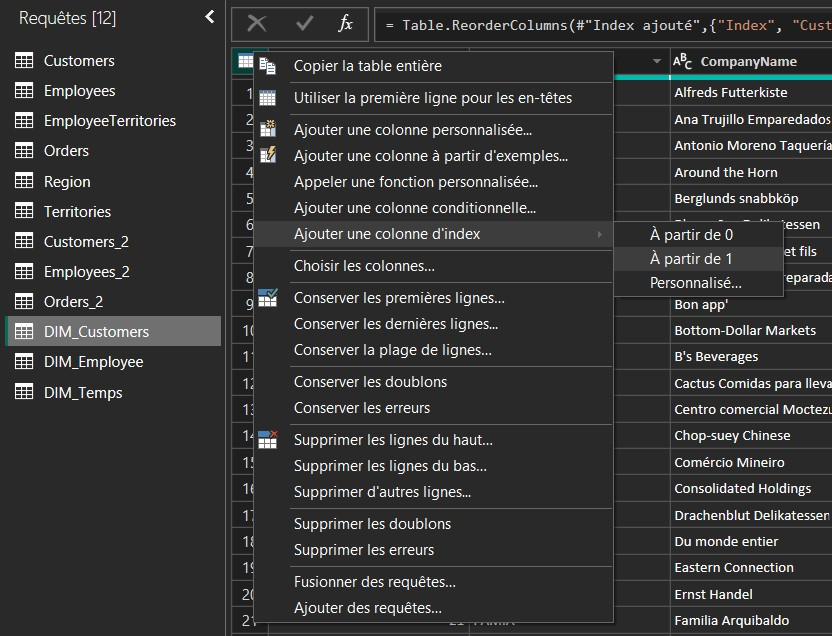 Requêtes [12]
Customers
Employees
EmployeeTerritories
Orders
Region
Territories
Customers_2
Employees_2
Orders_2
DIM_Customers
DIM_Employee
DIM_Temps
fx
= Table.ReorderColumns(#"Index ajouté",{"Index", "Cust
Copier la table entière
Utiliser la première ligne pour les en-têtes
Ajouter une colonne personnalisée...
Ajouter une colonne à partir d'exemples...
Appeler une fonction personnalisée...
Ajouter une colonne conditionnelle...
Ajouter une colonne d'index
Choisir les colonnes...
Conserver les premières lignes...
Conserver les dernières lignes...
Conserver la plage de lignes...
Conserver les doublons
Conserver les erreurs
Supprimer les lignes du haut...
Supprimer les lignes du bas...
Supprimer d'autres lignes...
Supprimer les doublons
Supprimer les erreurs
Fusionner des requêtes...
Ajouter des requêtes...
À partir de 0
À partir de 1
Personnalisé...
ABC CompanyName
1 Alfreds Futterkiste
2 Ana Trujillo Emparedados
3 Antonio Moreno Taquería
4 Around the Horn
5 Berglunds snabbköp
6
7 et fils
8
9 Bon app'
10 Bottom-Dollar Markets
11 B's Beverages
12 Cactus Comidas para lleva
13 Centro comercial Moctezu
14 Chop-suey Chinese
15 Comércio Mineiro
16 Consolidated Holdings
17 Drachenblut Delikatessen
18 Du monde entier
19 Eastern Connection
20 Ernst Handel
21 Familia Arquibaldo